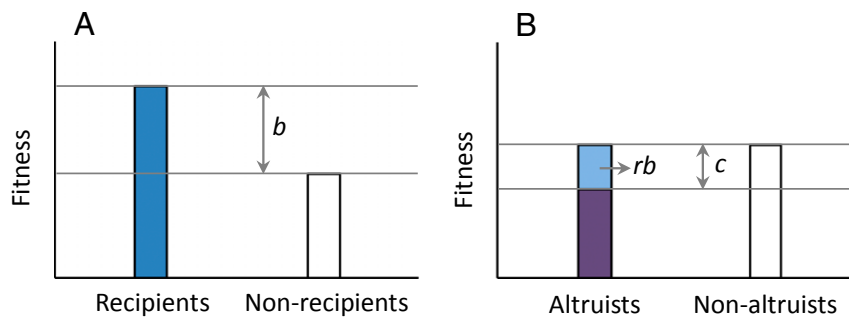 A
Fitness
b
Recipients
Non-recipients
B
Fitness
rb
c
Altruists
Non-altruists